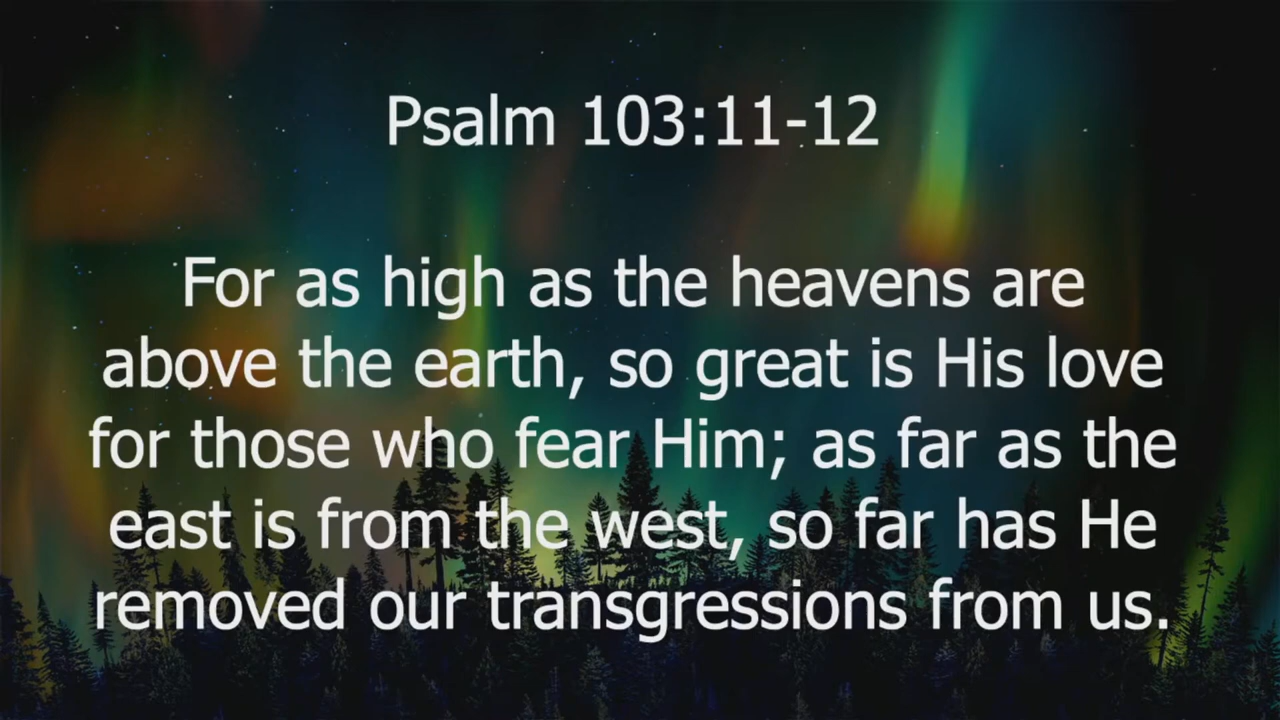 Psalm 103:11-12
For as high as the heavens are
above the earth, so great is His love
for those who fear Him; as far as the
east is from the west, so far has He
removed our transgressions from us.